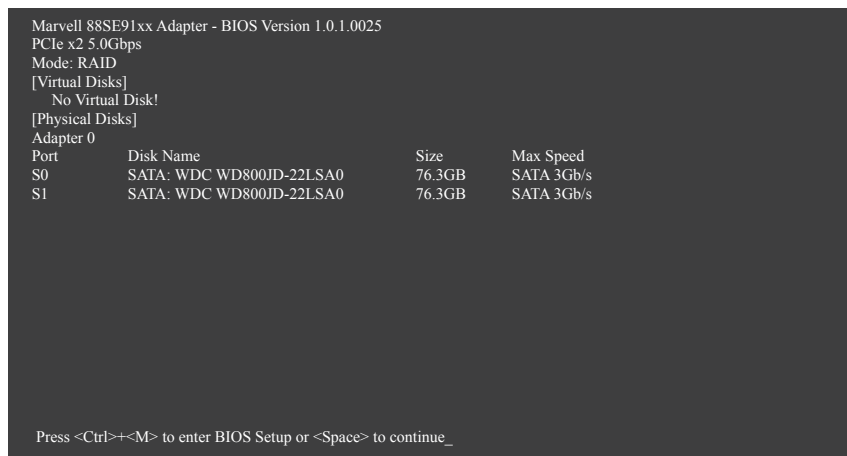 Marvell 88SE91xx Adapter - BIOS Version 1.0.1.0025
PCIe x2 5.0Gbps
Mode: RAID
[Virtual Disks]
No Virtual Disk!
[Physical Disks]
Adapter 0
Port Disk Name Size Max Speed
S0 SATA: WDC WD800JD-22LSA0 76.3GB SATA 3Gb/s
S1 SATA: WDC WD800JD-22LSA0 76.3GB SATA 3Gb/s
Press <Ctrl>+<M> to enter BIOS Setup or <Space> to continue_